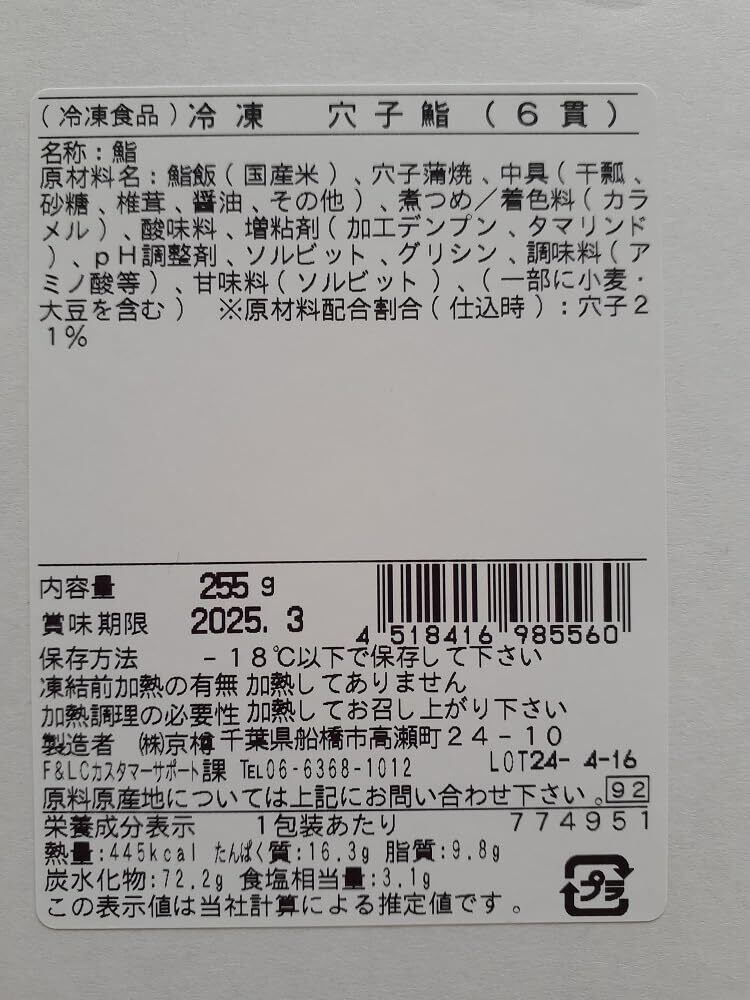 (冷凍食品)冷凍 穴子鮨(6貫)
名称:鮨
原材料名:鮨飯(国産米)、穴子蒲焼、中具(干瓢、
砂糖、椎茸、醤油、その他)、煮つめ/着色料(カラ
メル)、酸味料、増粘剤(加工デンプン、タマリンド
)、pH調整剤、ソルビット、グリシン、調味料(ア
ミノ酸等)、甘味料(ソルビット)、(一部に小麦・
大豆を含む) ※原材料配合割合(仕込時):穴子2
1%
内容量 255g
賞味期限 2025. 3
4 518416 985560
保存方法 -18℃以下で保存して下さい
凍結前加熱の有無 加熱してありません
加熱調理の必要性 加熱してお召し上がり下さい
製造者 ㈱京樽 千葉県船橋市高瀬町24-10
F&LCカスタマーサポート課 TEL06-6368-1012 LOT24- 4-16
原料原産地については上記にお問い合わせ下さい。92
栄養成分表示 1包装あたり 774951
熱量:445kcal たんぱく質:16.3g 脂質:9.8g
炭水化物:72.2g 食塩相当量:3.1g
この表示値は当社計算による推定値です。
プラ